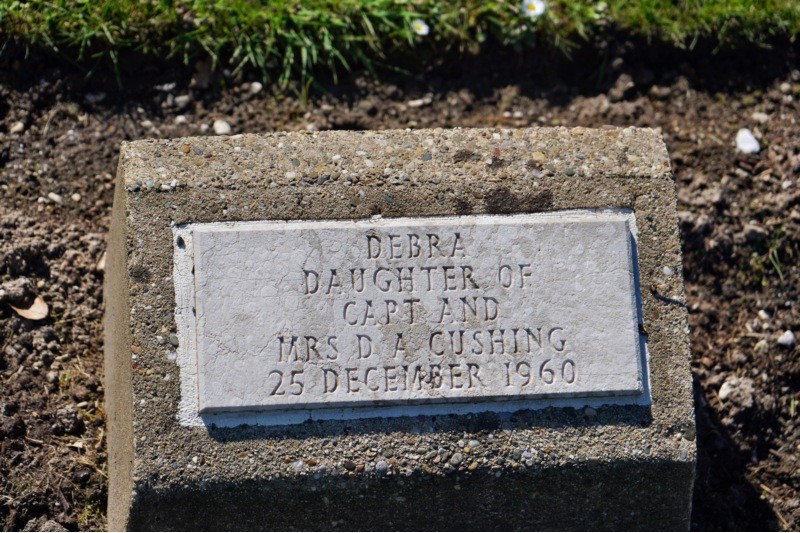 DEBRA
DAUGHTER OF
CAPT AND
MRS D A CUSHING
25 DECEMBER 1960